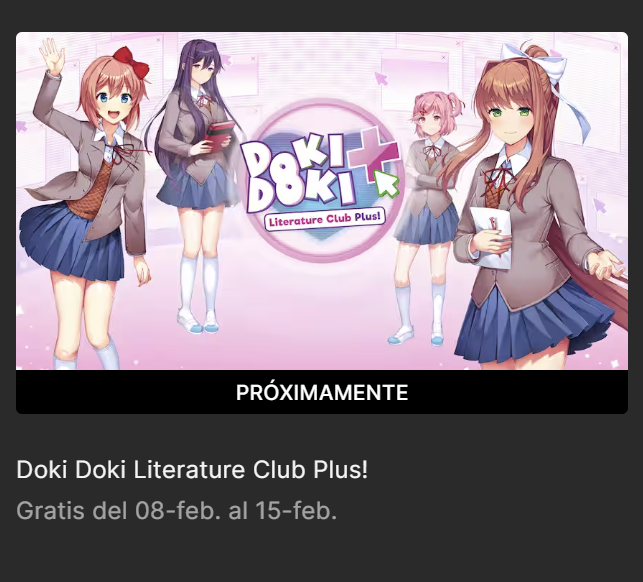 DOKI
DOKI
Literature Club Plus!
PRÓXIMAMENTE
Doki Doki Literature Club Plus!
Gratis del 08-feb. al 15-feb.